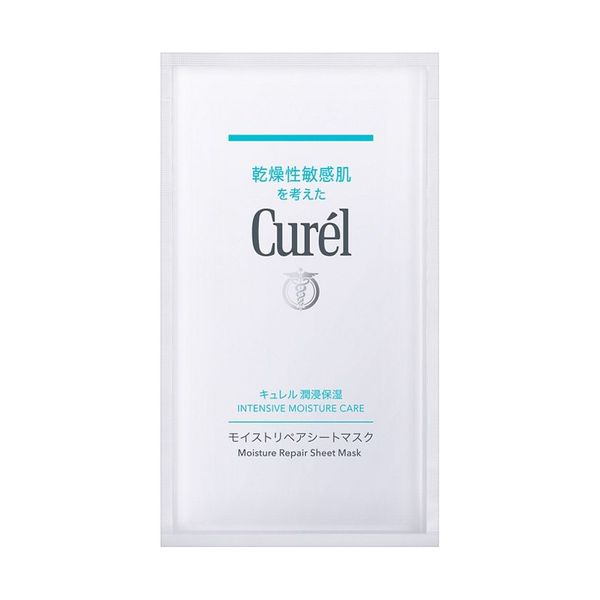 乾燥性敏感肌
を考えた
Curél
キュレル 潤浸保湿
INTENSIVE MOISTURE CARE
モイストリペアシートマスク
Moisture Repair Sheet Mask